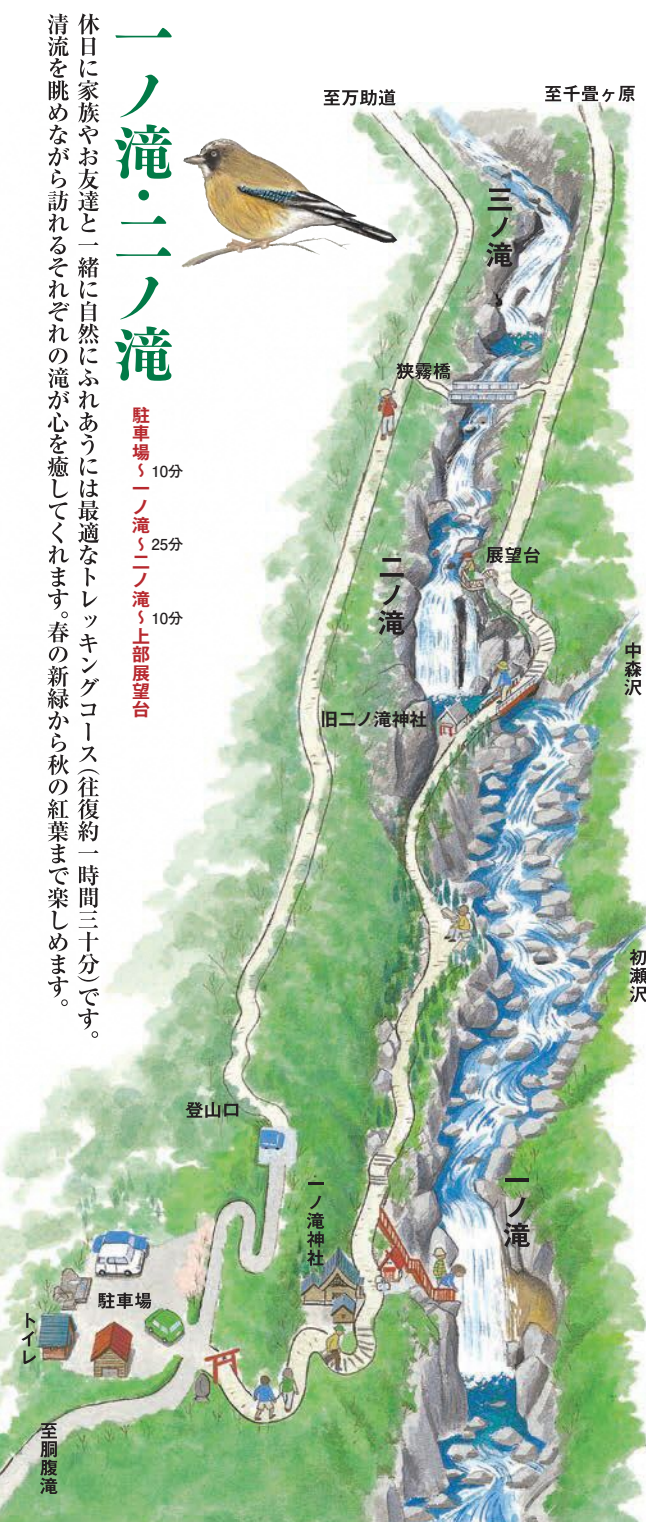 一ノ滝・二ノ滝
休日に家族やお友達と一緒に自然にふれあうには最適なトレッキングコース(往復約一時間三十分)です。
清流を眺めながら訪れるそれぞれの滝が心を癒してくれます。春の新緑から秋の紅葉まで楽しめます。
駐車場〜一ノ滝〜二ノ滝〜上部展望台
10分
25分
10分
至万助道
至千畳ヶ原
三ノ滝
狭霧橋
展望台
二ノ滝
中森沢
旧二ノ滝神社
初瀬沢
登山口
一ノ滝神社
一ノ滝
駐車場
トイレ
至胴腹滝